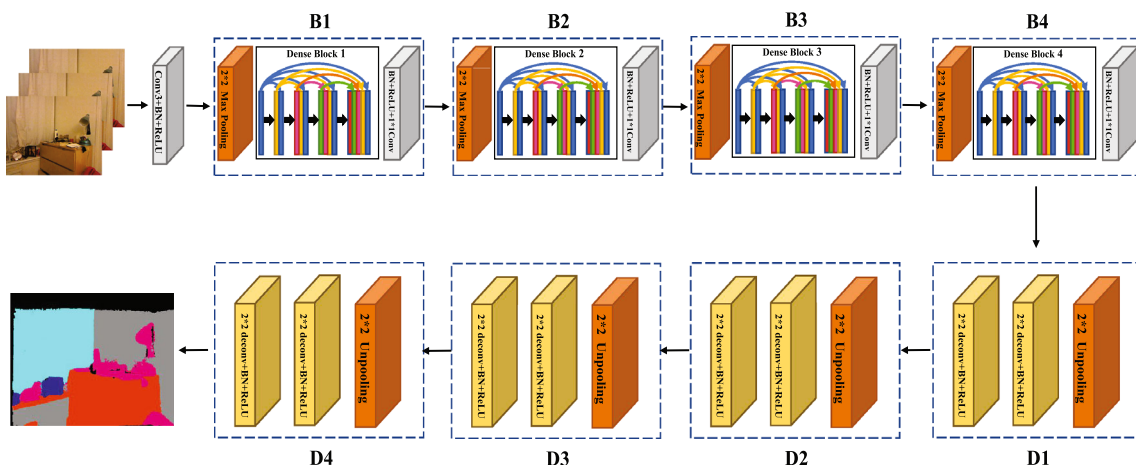 B1
B2
B3
B4
Conv3+BN+ReLU
2*2 Max Pooling
Dense Block 1
BN+ReLU+1*1Conv
2*2 Max Pooling
Dense Block 2
BN+ReLU+1*1Conv
2*2 Max Pooling
Dense Block 3
BN+ReLU+1*1Conv
2*2 Max Pooling
Dense Block 4
BN+ReLU+1*1Conv
2*2 deconv+BN+ReLU
2*2 deconv+BN+ReLU
2*2 Unpooling
2*2 deconv+BN+ReLU
2*2 deconv+BN+ReLU
2*2 Unpooling
2*2 deconv+BN+ReLU
2*2 deconv+BN+ReLU
2*2 Unpooling
2*2 deconv+BN+ReLU
2*2 deconv+BN+ReLU
2*2 Unpooling
D4
D3
D2
D1